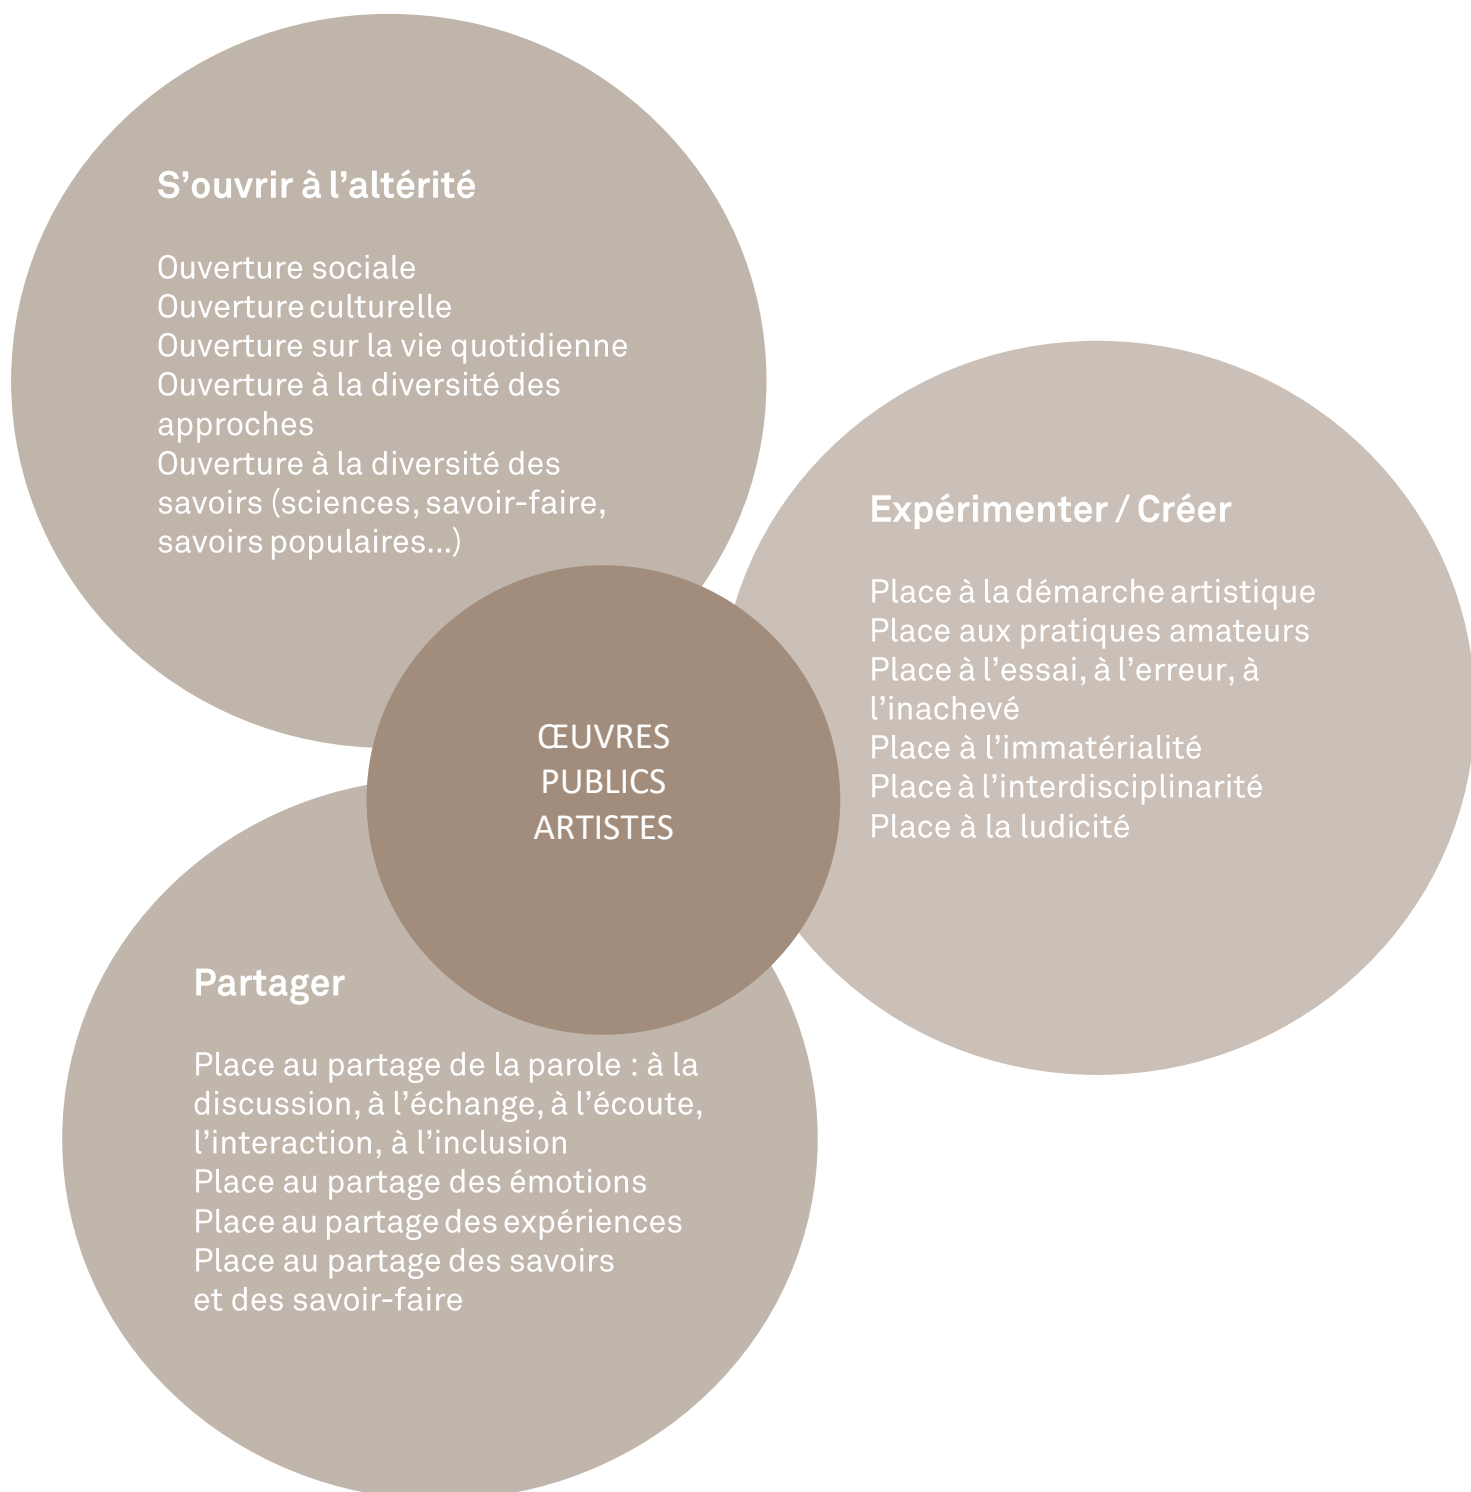 S’ouvrir à l’altérité
Ouverture sociale
Ouverture culturelle
Ouverture sur la vie quotidienne
Ouverture à la diversité des
approches
Ouverture à la diversité des
savoirs (sciences, savoir-faire,
savoirs populaires…)
Expérimenter / Créer
Place à la démarche artistique
Place aux pratiques amateurs
Place à l’essai, à l’erreur, à
l’inachevé
Place à l’immatérialité
Place à l’interdisciplinarité
Place à la ludicité
ŒUVRES
PUBLICS
ARTISTES
Partager
Place au partage de la parole : à la
discussion, à l’échange, à l’écoute,
l’interaction, à l’inclusion
Place au partage des émotions
Place au partage des expériences
Place au partage des savoirs
et des savoir-faire